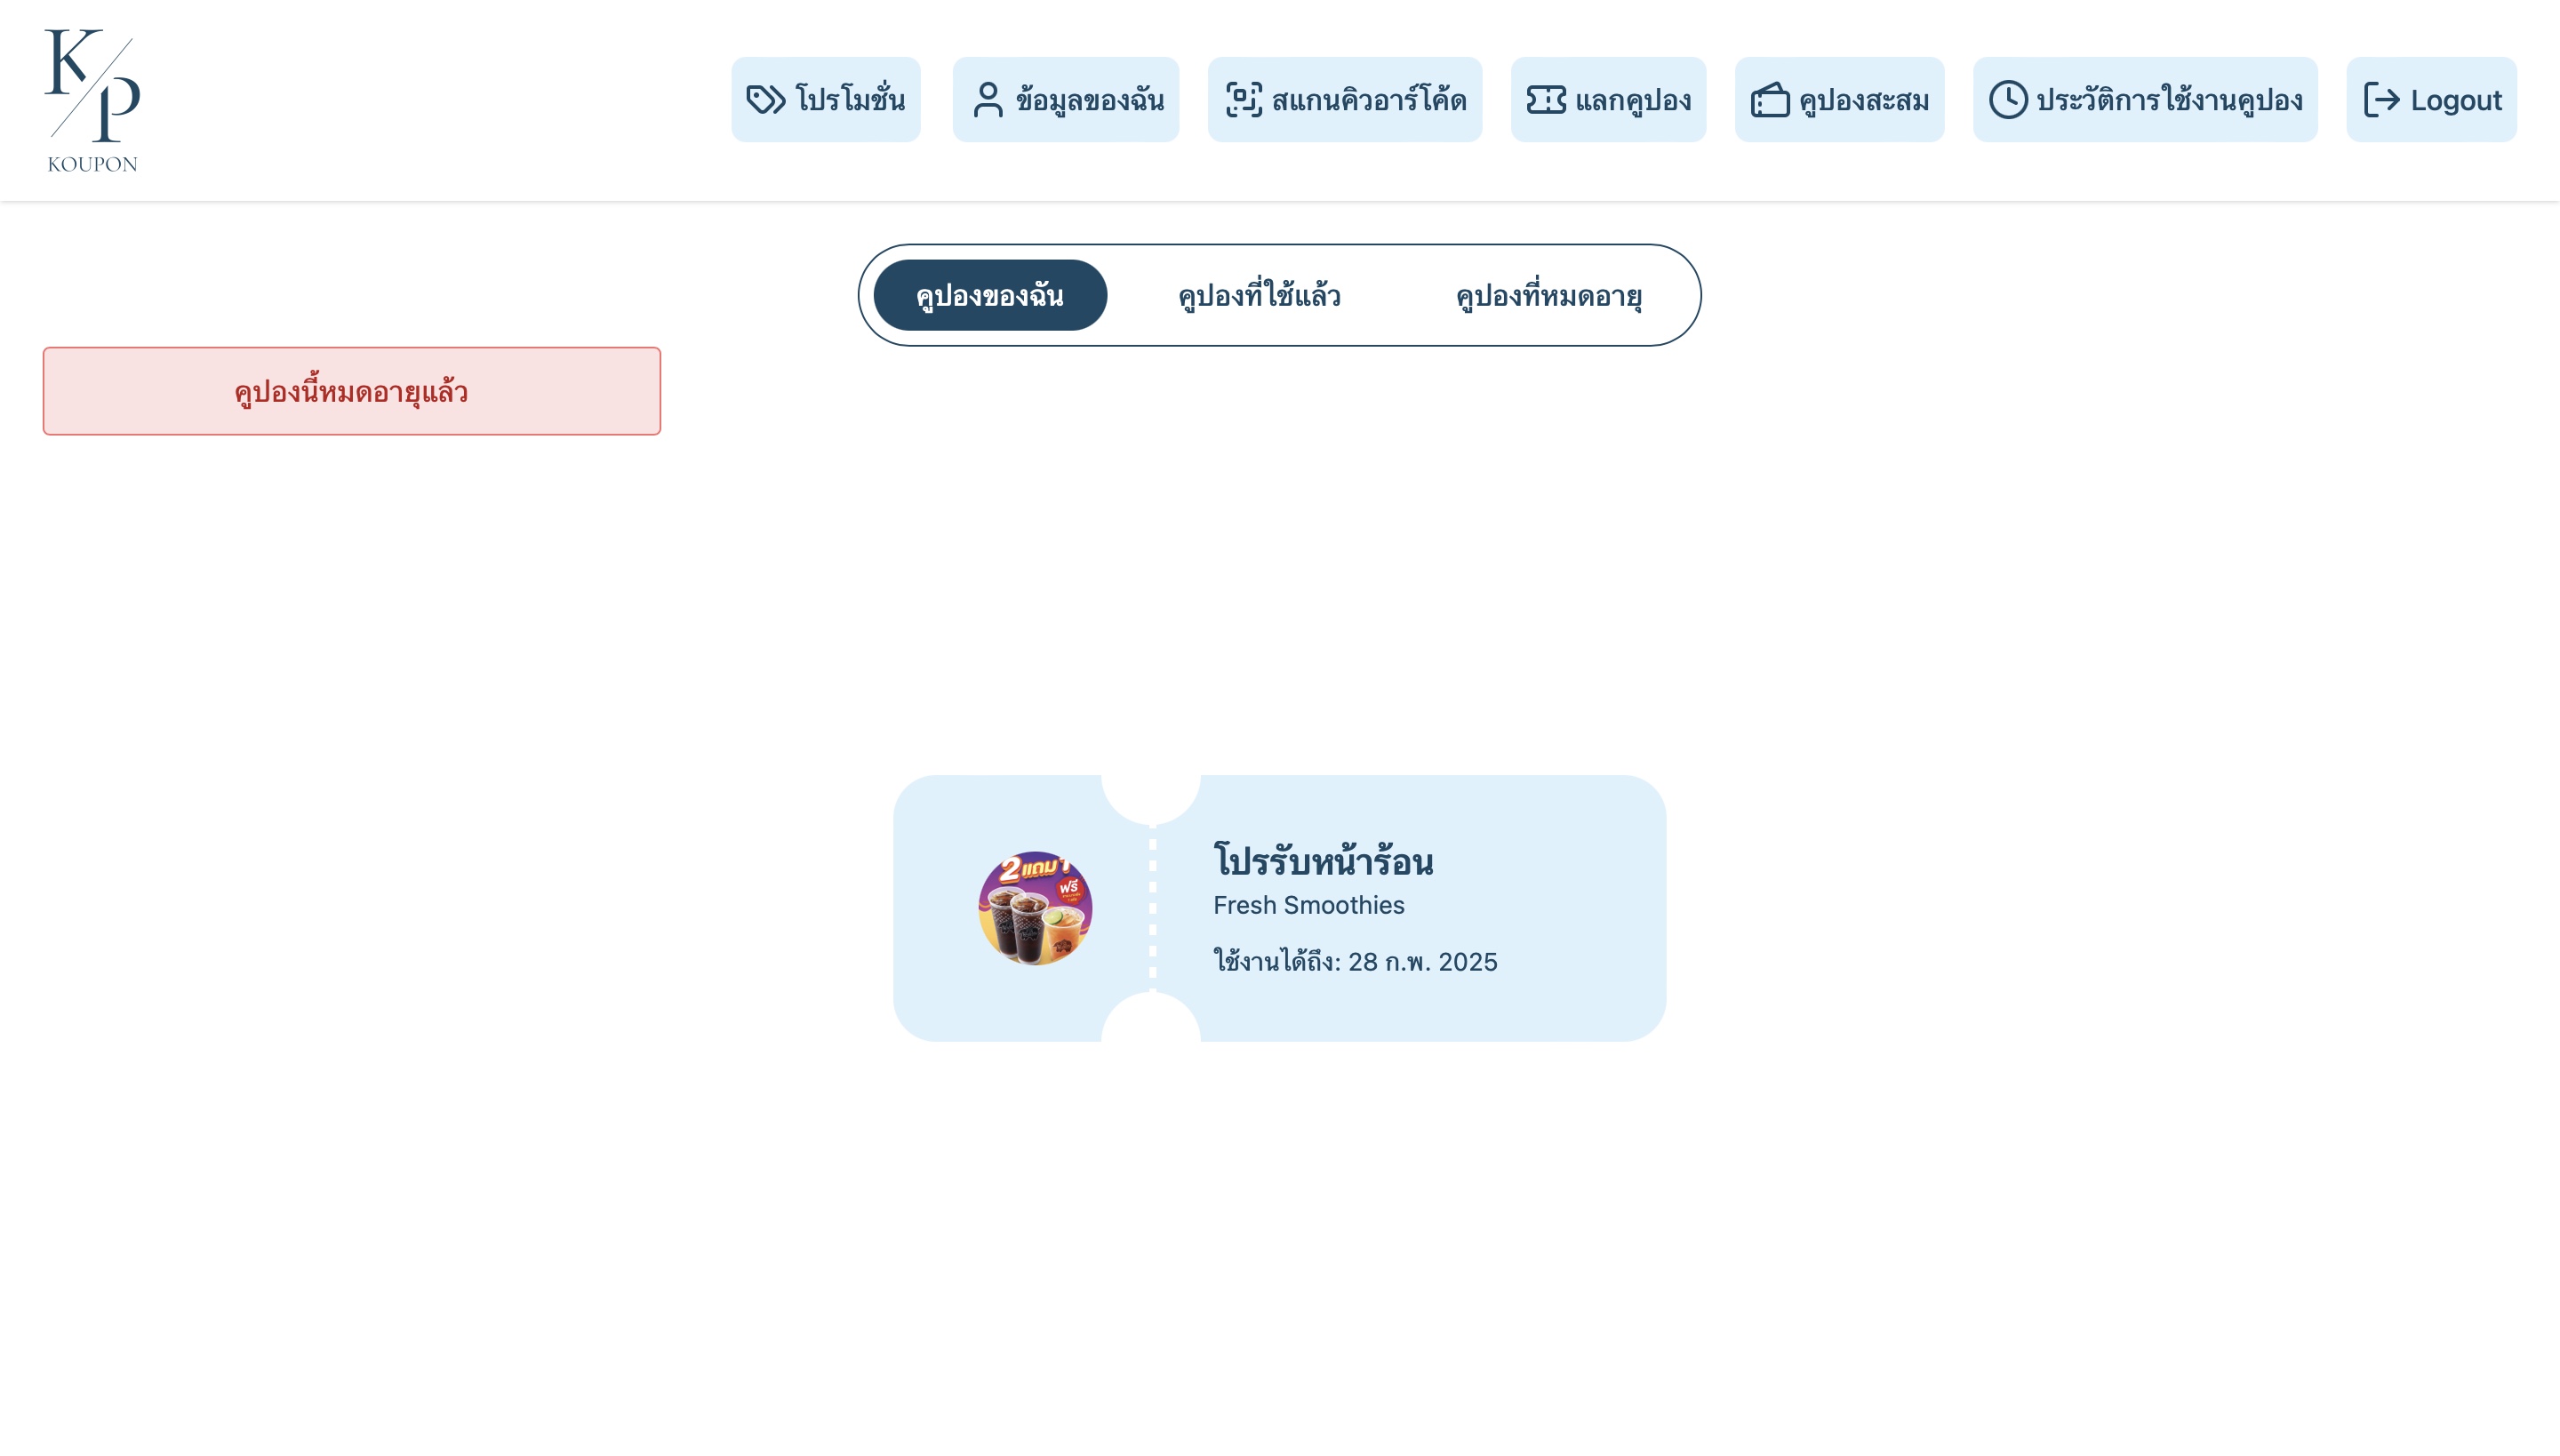 K/P
KOUPON
โปรโมชั่น
ข้อมูลของฉัน
สแกนคิวอาร์โค้ด
แลกคูปอง
คูปองสะสม
ประวัติการใช้งานคูปอง
Logout
คูปองของฉัน
คูปองที่ใช้แล้ว
คูปองที่หมดอายุ
คูปองนี้หมดอายุแล้ว
2 แถม 1
ฟรี
โปรรับหน้าร้อน
Fresh Smoothies
ใช้งานได้ถึง: 28 ก.พ. 2025